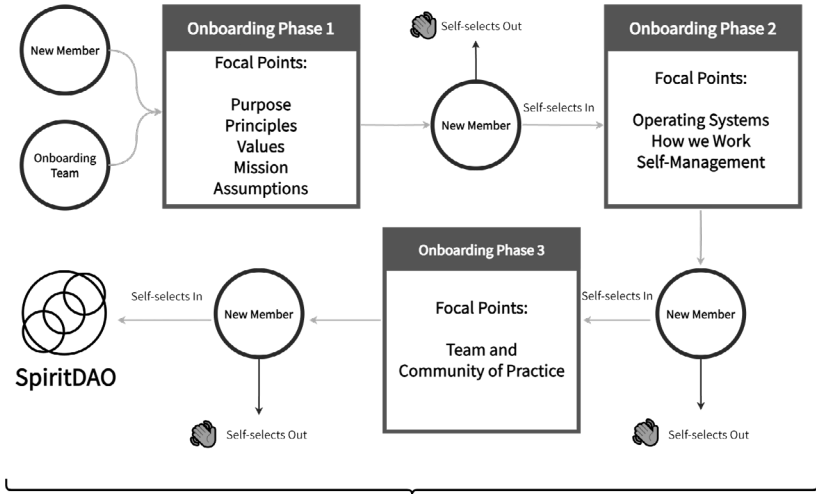 New Member
Onboarding
Team
Onboarding Phase 1
Focal Points:
Purpose
Principles
Values
Mission
Assumptions
Self-selects Out
New Member
Self-selects In
Onboarding Phase 2
Focal Points:
Operating Systems
How we Work
Self-Management
New Member
Self-selects In
Self-selects Out
Onboarding Phase 3
Focal Points:
Team and
Community of Practice
New Member
Self-selects Out
Self-selects In
SpiritDAO